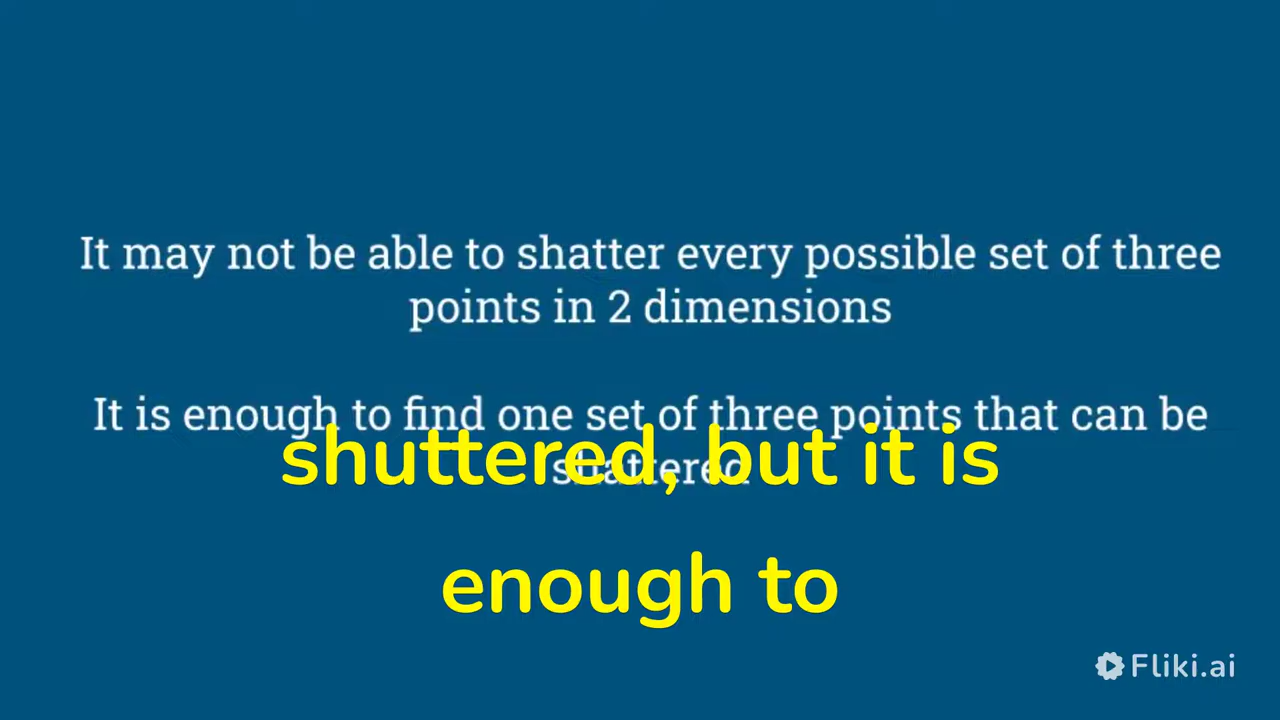 It may not be able to shatter every possible set of three
points in 2 dimensions
It is enough to find one set of three points that can be
shattered
shuttered, but it is
enough to
Fliki.ai